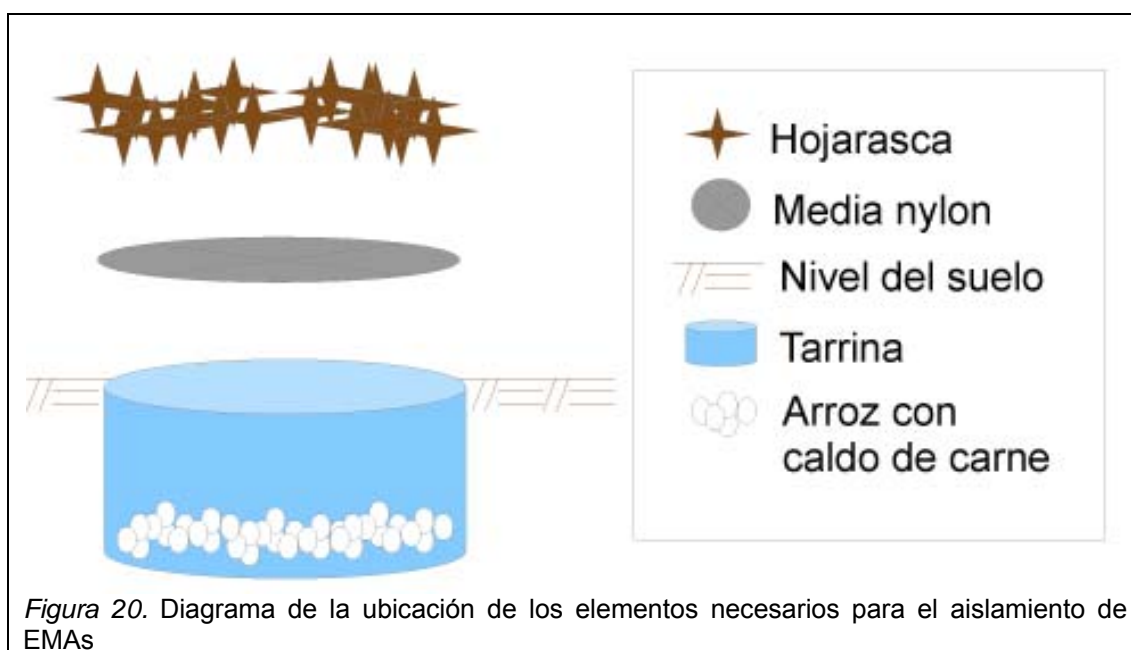 Hojarasca
Media nylon
Nivel del suelo
Tarrina
Arroz con
caldo de carne
Figura 20. Diagrama de la ubicación de los elementos necesarios para el aislamiento de
EMAs